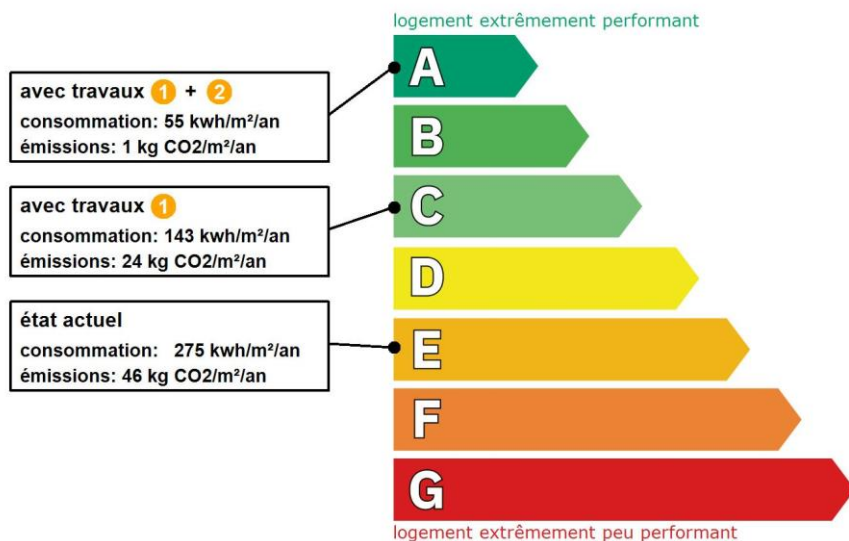 logement extrêmement performant
avec travaux 1 + 2
consommation: 55 kwh/m²/an
émissions: 1 kg CO2/m²/an
avec travaux 1
consommation: 143 kwh/m²/an
émissions: 24 kg CO2/m²/an
état actuel
consommation: 275 kwh/m²/an
émissions: 46 kg CO2/m²/an
A
B
C
D
E
F
G
logement extrêmement peu performant